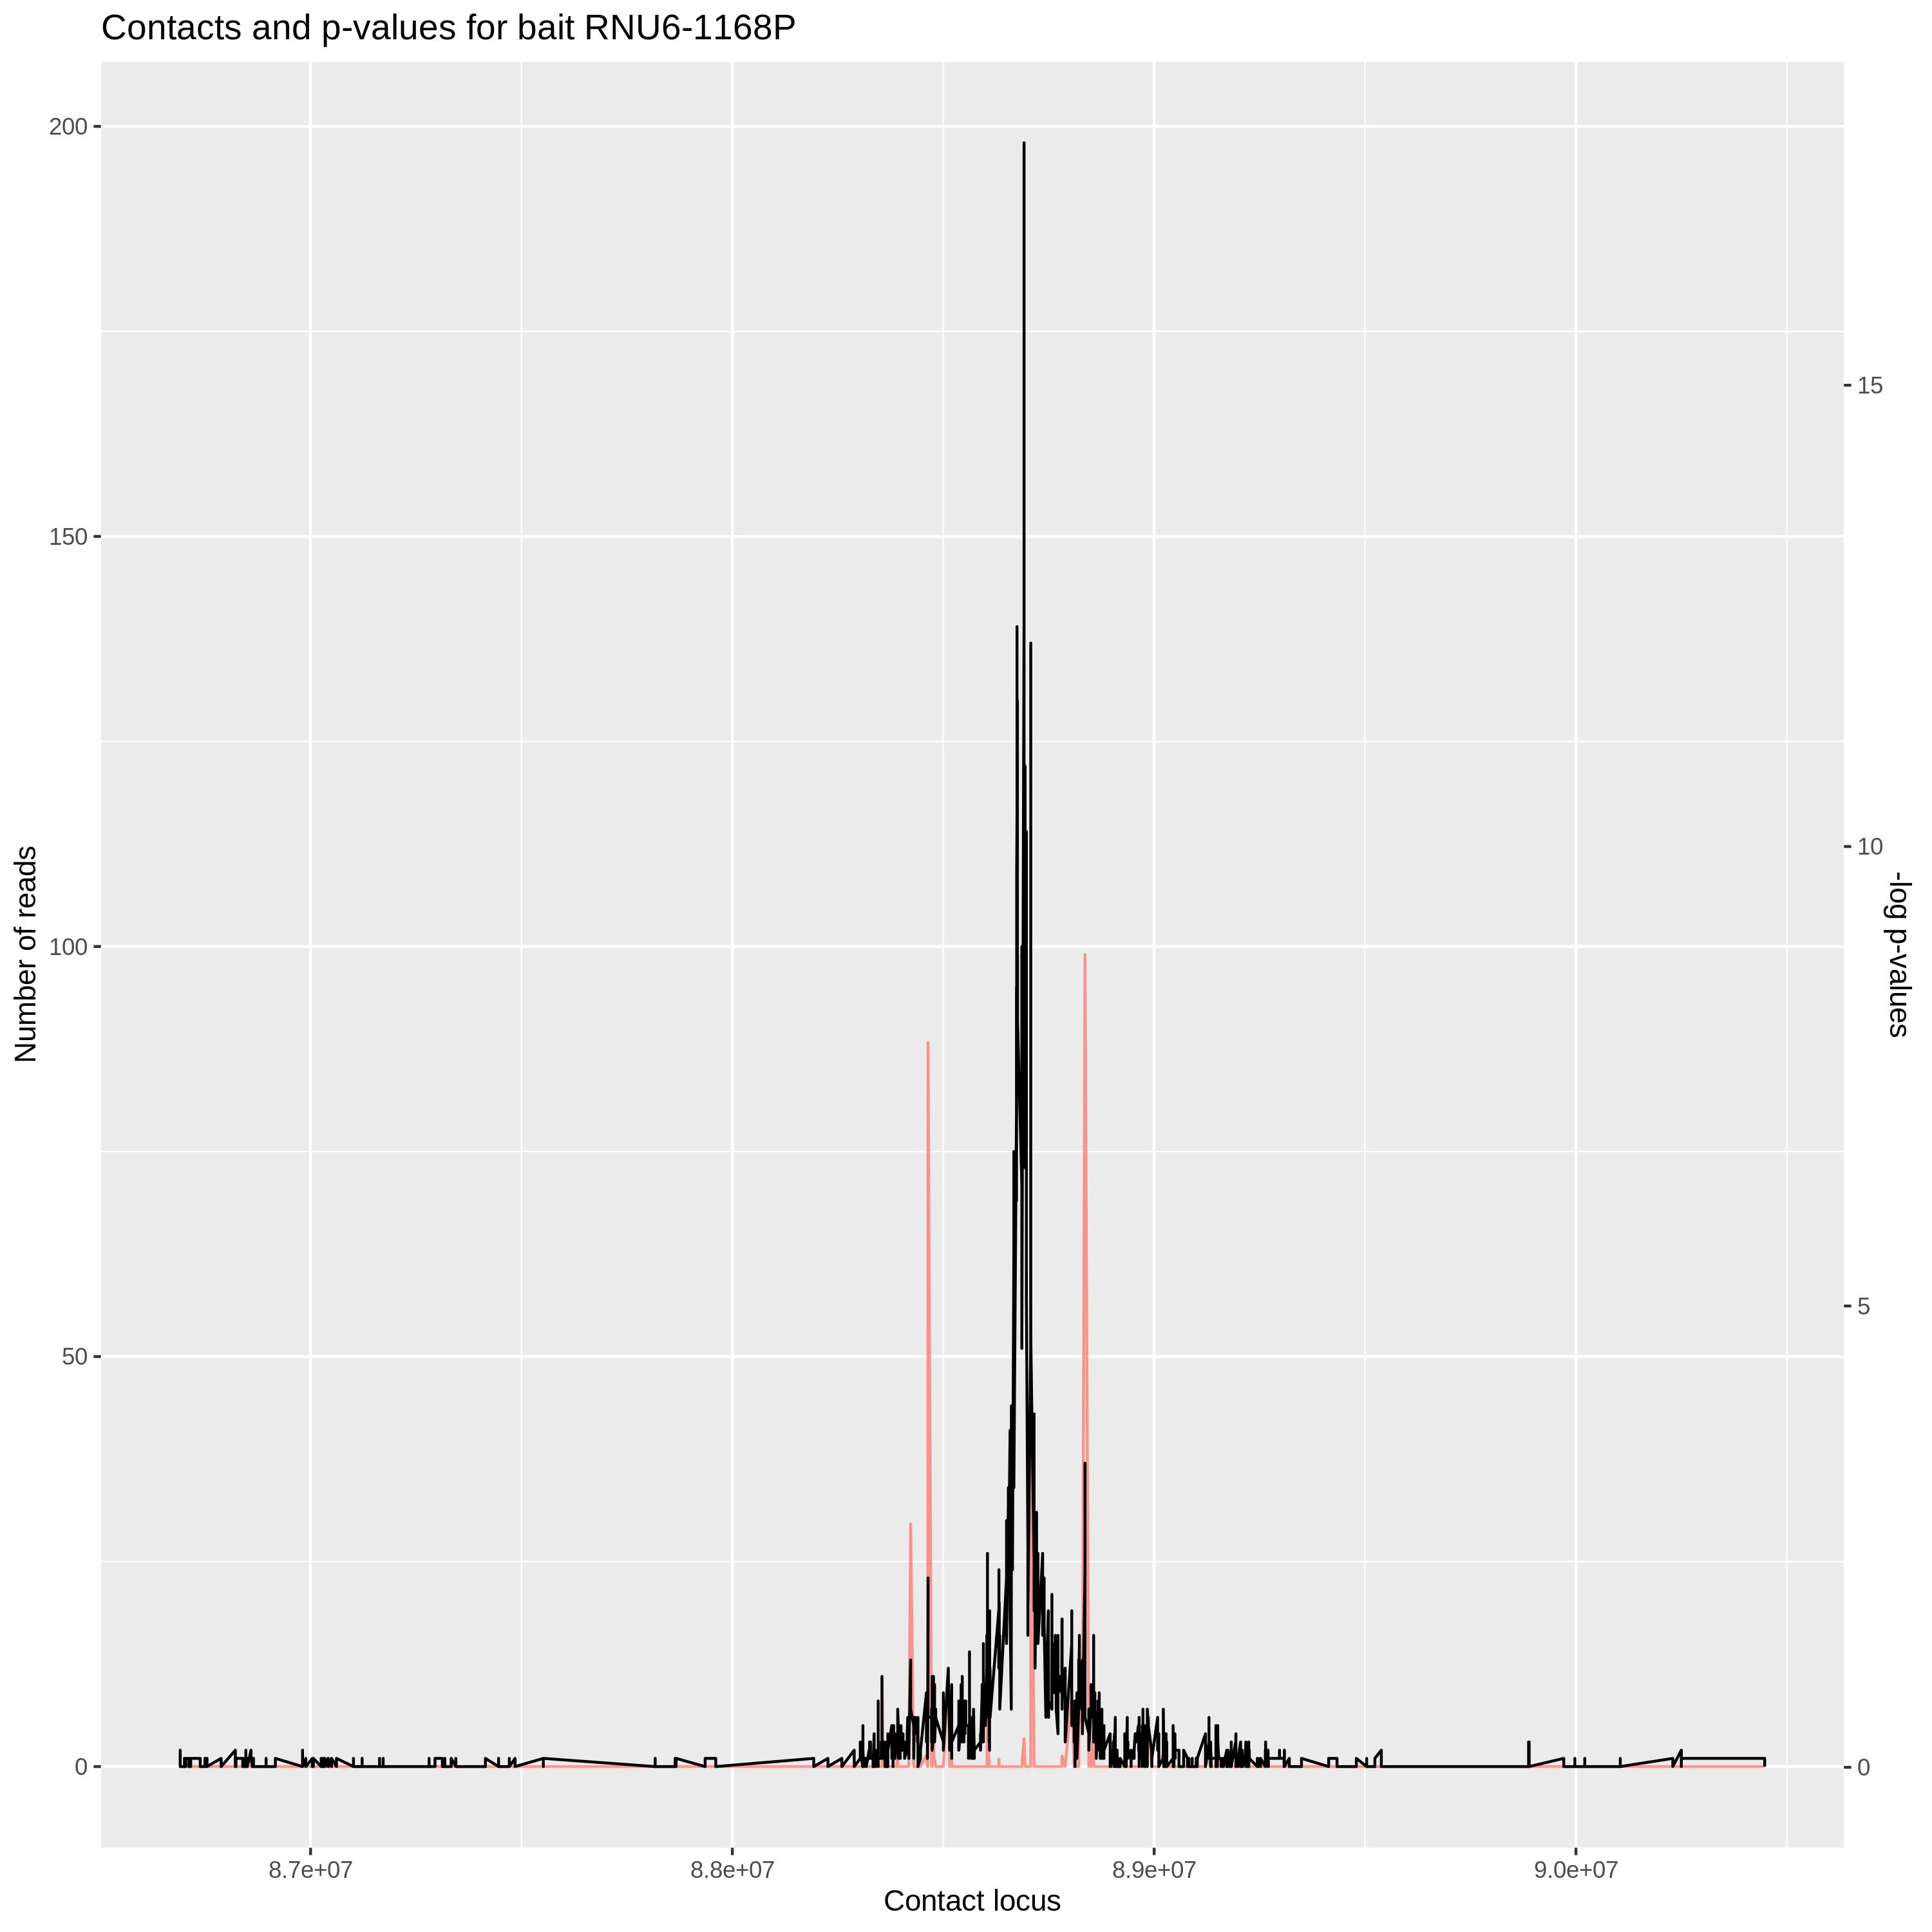 Contacts and p-values for bait RNU6-1168P
200
150
100
50
0
15
10
5
0
Number of reads
-log p-values
8.7e+07
8.8e+07
8.9e+07
9.0e+07
Contact locus